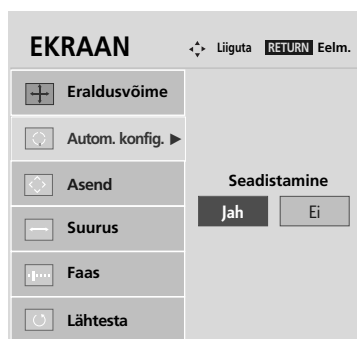 EKRAAN
Liiguta RETURN Eelm.
Eraldusvõime
Autom. konfig. ►
Asend
Suurus
Faas
Lähtesta
Seadistamine
Jah Ei